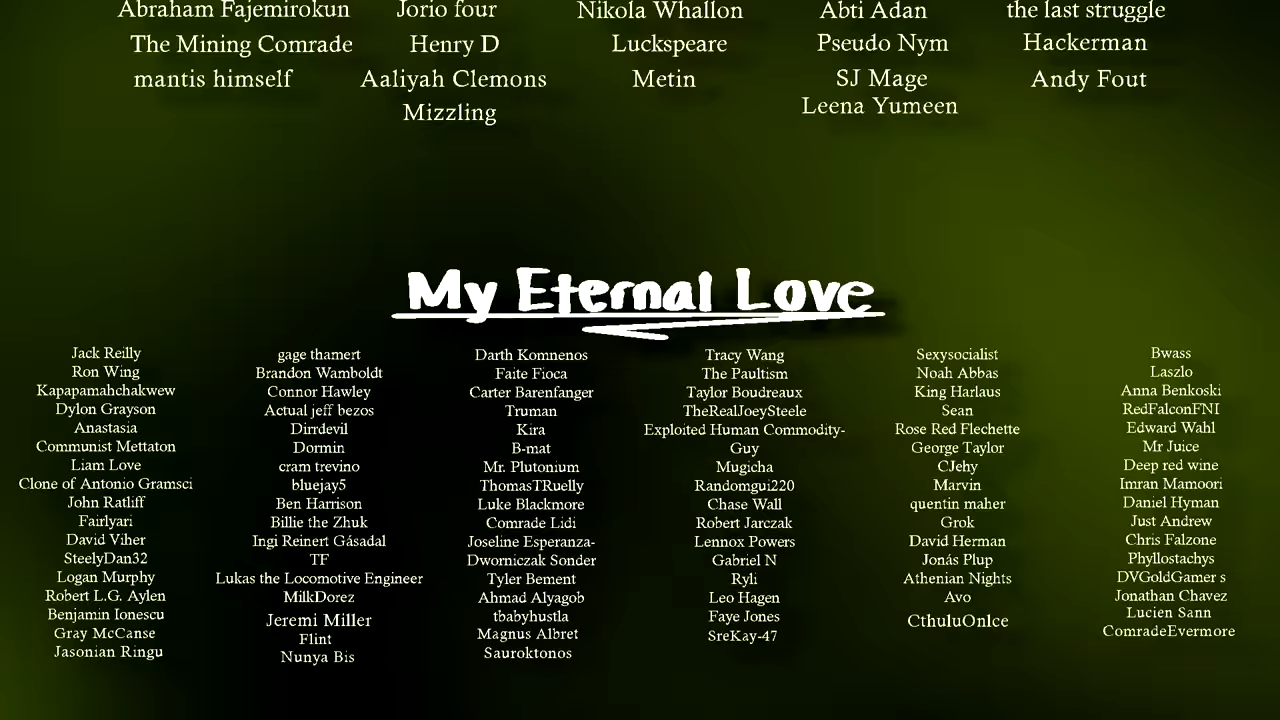 Abraham Fajemirokun
The Mining Comrade
mantis himself
Jorio four
Henry D
Aaliyah Clemons
Mizzling
Nikola Whallon
Luckspeare
Metin
Abti Adan
Pseudo Nym
SJ Mage
Leena Yumeen
the last struggle
Hackerman
Andy Fout
My Eternal Love
Jack Reilly
Ron Wing
Kapapamahchakwew
Dylon Grayson
Anastasia
Communist Mettaton
Liam Love
Clone of Antonio Gramsci
John Ratliff
Fairlyari
David Viher
SteelyDan32
Logan Murphy
Robert L.G. Aylen
Benjamin Ionescu
Gray McCanse
Jasonian Ringu
gage thamert
Brandon Wamboldt
Connor Hawley
Actual jeff bezos
Dirrdevil
Dormin
cram trevino
bluejay5
Ben Harrison
Billie the Zhuk
Ingi Reinert Gásadal
TF
Lukas the Locomotive Engineer
MilkDorez
Jeremi Miller
Flint
Nunya Bis
Darth Komnenos
Faite Fioca
Carter Barenfanger
Truman
Kira
B-mat
Mr. Plutonium
ThomasTRuelly
Luke Blackmore
Comrade Lidi
Joseline Esperanza-
Dworniczak Sonder
Tyler Bement
Ahmad Alyagob
tbabyhustla
Magnus Albret
Sauroktonos
Tracy Wang
The Paultism
Taylor Boudreaux
TheRealJoeySteele
Exploited Human Commodity-
Guy
Mugicha
Randomgui220
Chase Wall
Robert Jarczak
Lennox Powers
Gabriel N
Ryli
Leo Hagen
Faye Jones
SreKay-47
Sexysocialist
Noah Abbas
King Harlaus
Sean
Rose Red Flechette
George Taylor
CJehy
Marvin
quentin maher
Grok
David Herman
Jonás Plup
Athenian Nights
Avo
CthuluOnIce
Bwass
Laszlo
Anna Benkoski
RedFalconFNI
Edward Wahl
Mr Juice
Deep red wine
Imran Mamoori
Daniel Hyman
Just Andrew
Chris Falzone
Phyllostachys
DVGoldGamer s
Jonathan Chavez
Lucien Sann
ComradeEvermore